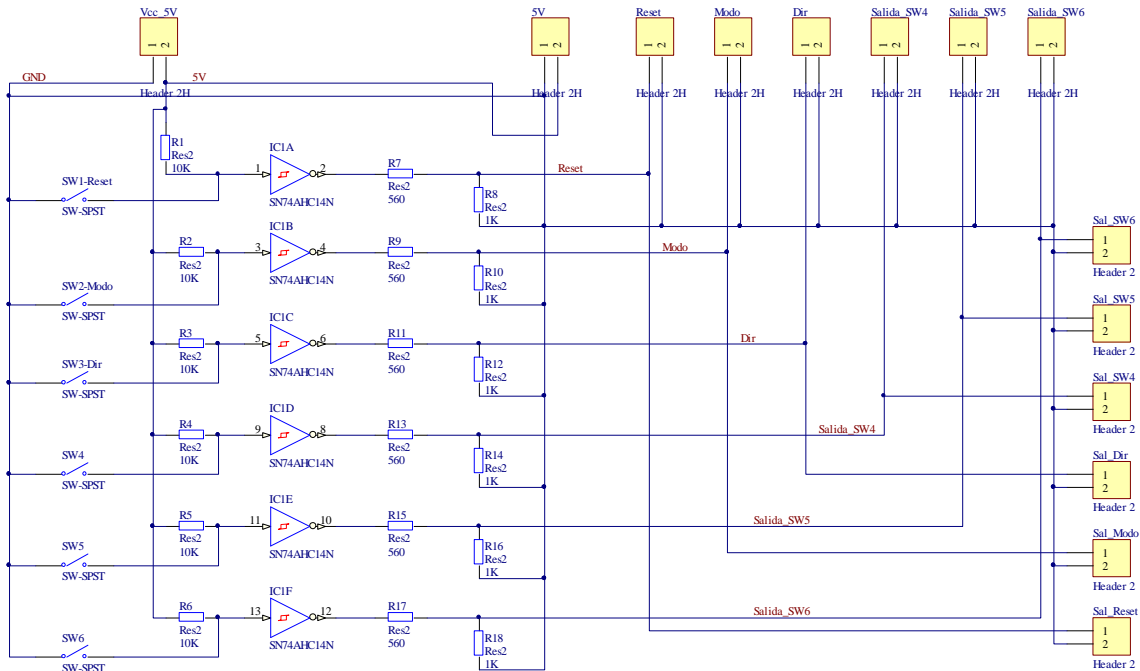 Vcc_5V
5V
Reset
Modo
Dir
Salida_SW4
Salida_SW5
Salida_SW6
1 2
1 2
1 2
1 2
1 2
1 2
1 2
1 2
GND
5V
Header 2H
Header 2H
Header 2H
Header 2H
Header 2H
Header 2H
Header 2H
Header 2H
R1
Res2
10K
IC1A
1
2
SN74AHC14N
R7
Res2
560
Reset
R8
Res2
1K
SW1-Reset
SW-SPST
R2
Res2
10K
IC1B
3
4
SN74AHC14N
R9
Res2
560
Modo
R10
Res2
1K
SW2-Modo
SW-SPST
R3
Res2
10K
IC1C
5
6
SN74AHC14N
R11
Res2
560
Dir
R12
Res2
1K
SW3-Dir
SW-SPST
R4
Res2
10K
IC1D
9
8
SN74AHC14N
R13
Res2
560
Salida_SW4
R14
Res2
1K
SW4
SW-SPST
R5
Res2
10K
IC1E
11
10
SN74AHC14N
R15
Res2
560
Salida_SW5
R16
Res2
1K
SW5
SW-SPST
R6
Res2
10K
IC1F
13
12
SN74AHC14N
R17
Res2
560
Salida_SW6
R18
Res2
1K
SW6
SW-SPST
Sal_SW6
1
2
Header 2
Sal_SW5
1
2
Header 2
Sal_SW4
1
2
Header 2
Sal_Dir
1
2
Header 2
Sal_Modo
1
2
Header 2
Sal_Reset
1
2
Header 2